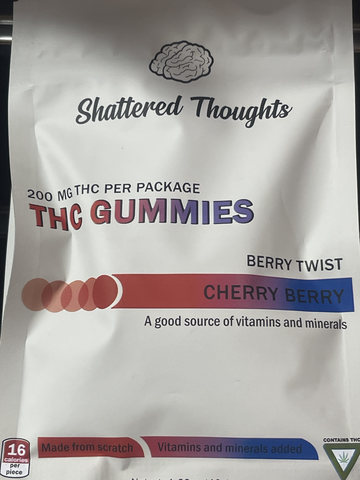 Shattered Thoughts
200 MG THC PER PACKAGE
THC GUMMIES
BERRY TWIST
CHERRY BERRY
A good source of vitamins and minerals
CONTAINS THC
16
calories
per
piece
Made from scratch
Vitamins and minerals added